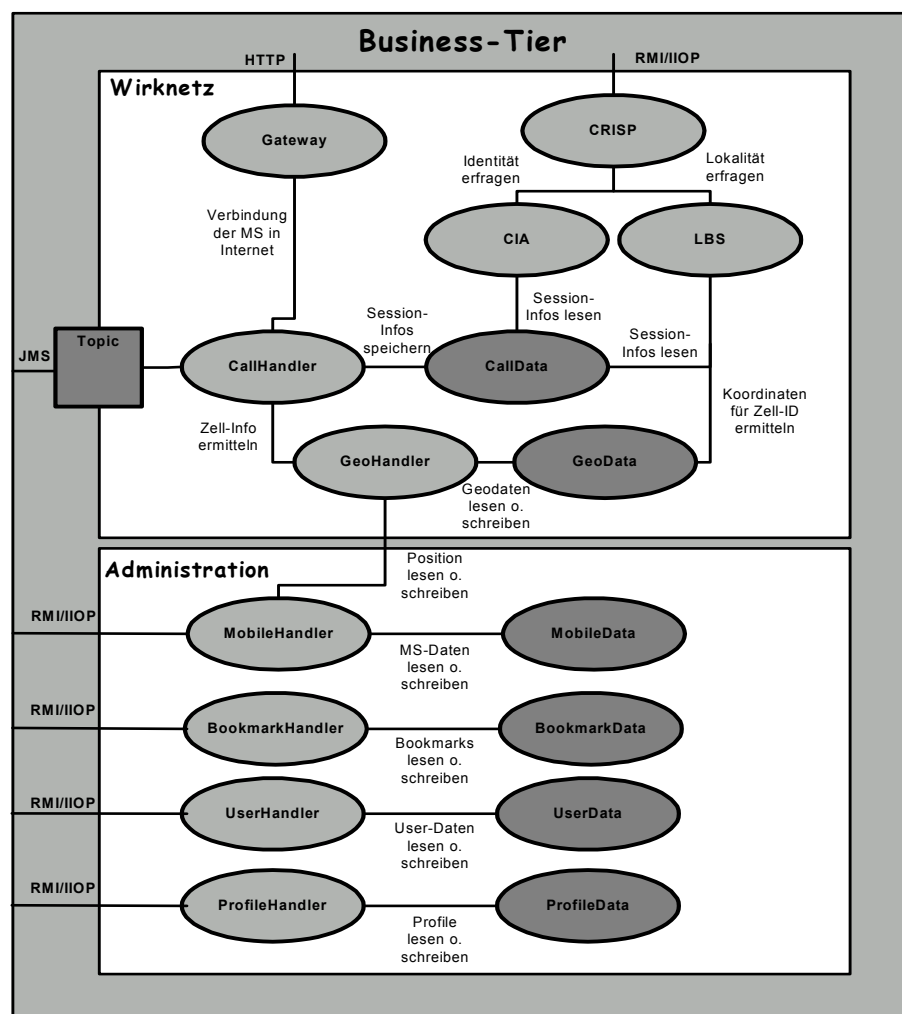 Business-Tier
HTTP
RMI/IIOP
Wirknetz
Gateway
CRISP
Identität
erfragen
Lokalität
erfragen
Verbindung
der MS in
Internet
CIA
LBS
Session-
Infos
speichern
Session-
Infos lesen
Session-
Infos lesen
JMS
Topic
CallHandler
CallData
Koordinaten
für Zell-ID
ermitteln
Zell-Info
ermitteln
GeoHandler
GeoData
Geodaten
lesen o.
schreiben
Administration
Position
lesen o.
schreiben
RMI/IIOP
MobileHandler
MobileData
MS-Daten
lesen o.
schreiben
RMI/IIOP
BookmarkHandler
BookmarkData
Bookmarks
lesen o.
schreiben
RMI/IIOP
UserHandler
UserData
User-Daten
lesen o.
schreiben
RMI/IIOP
ProfileHandler
ProfileData
Profile
lesen o.
schreiben